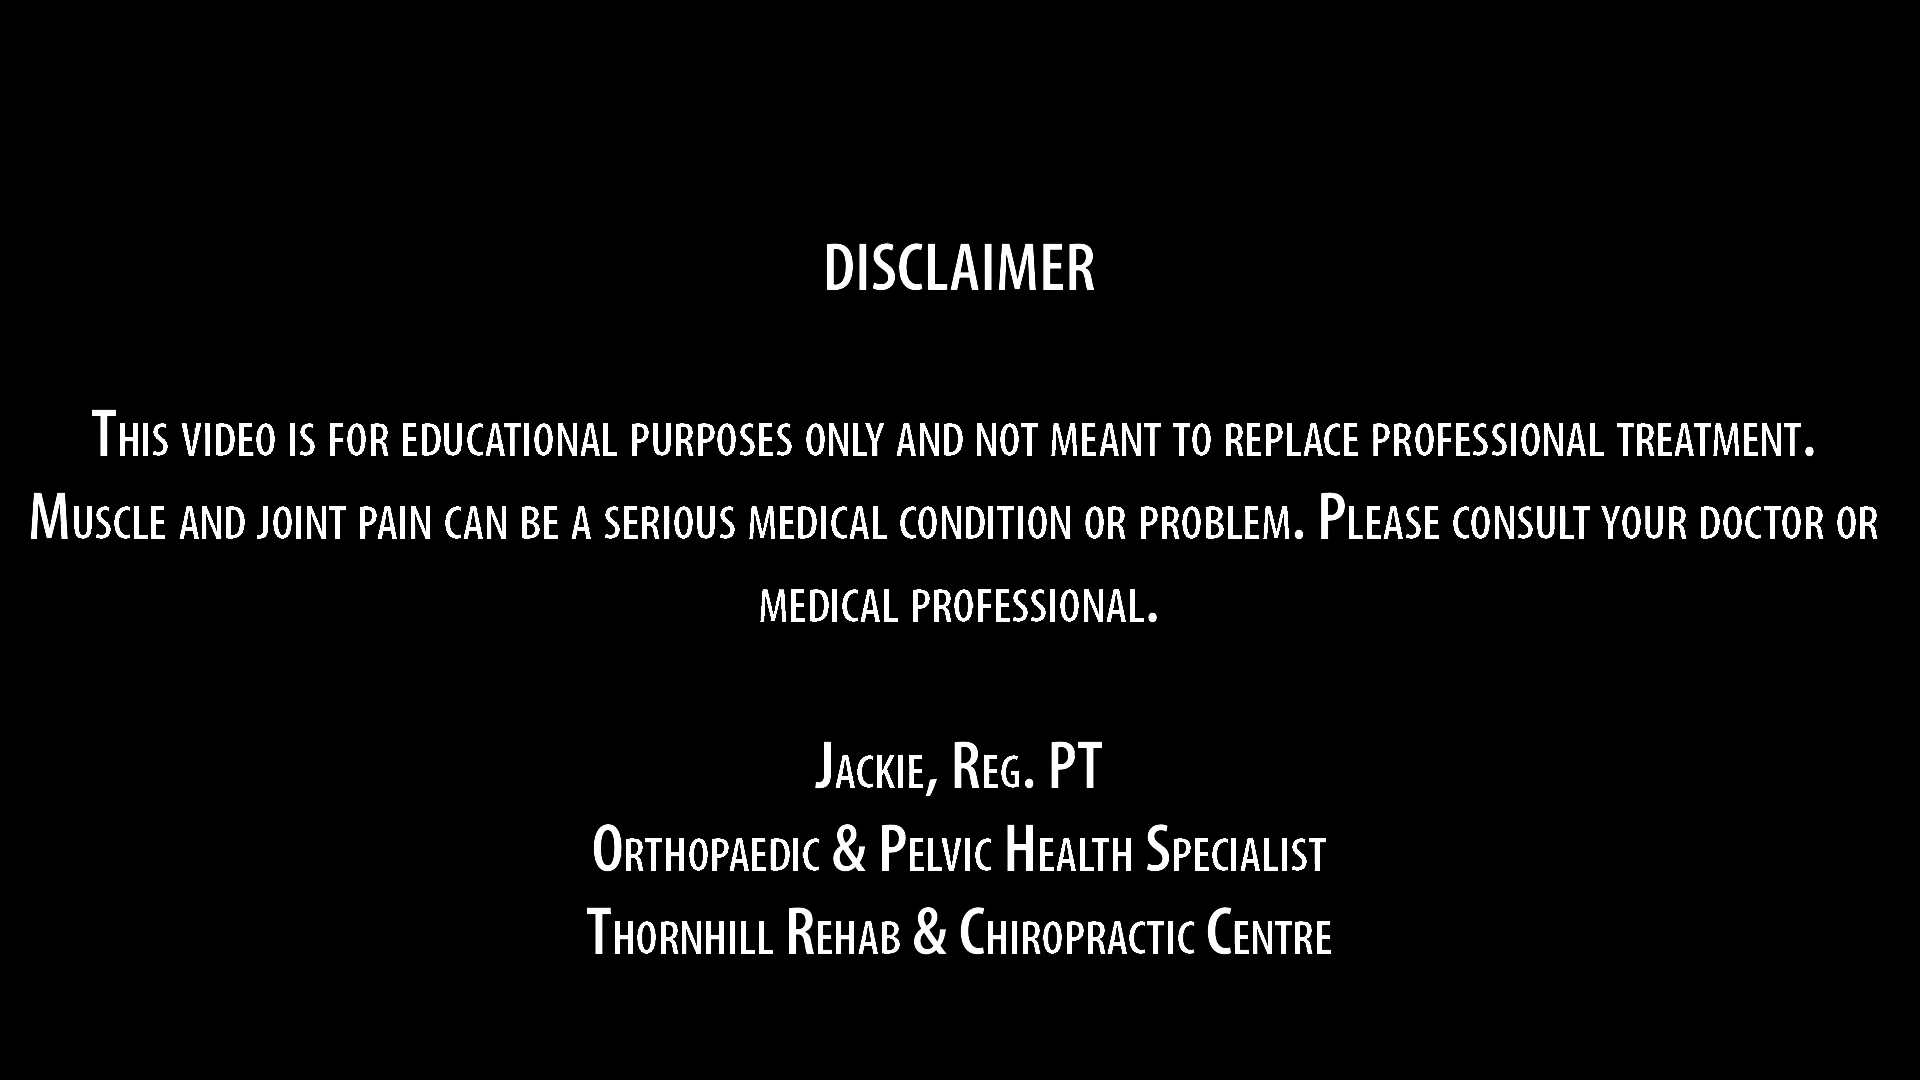 DISCLAIMER
This video is for educational purposes only and not meant to replace professional treatment.
Muscle and joint pain can be a serious medical condition or problem. Please consult your doctor or
medical professional.
Jackie, Reg. PT
Orthopaedic & Pelvic Health Specialist
Thornhill Rehab & Chiropractic Centre